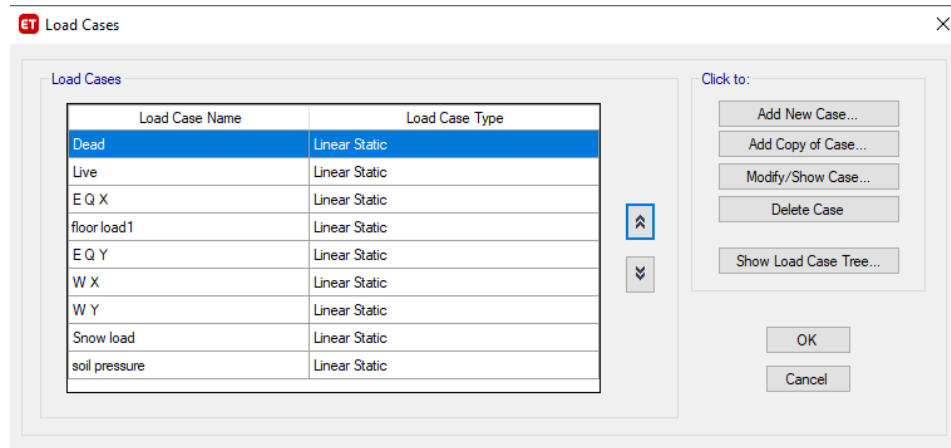 ET Load Cases
Load Cases
Load Case Name Load Case Type
Dead Linear Static
Live Linear Static
E Q X Linear Static
floor load1 Linear Static
E Q Y Linear Static
W X Linear Static
W Y Linear Static
Snow load Linear Static
soil pressure Linear Static
Click to:
Add New Case...
Add Copy of Case...
Modify/Show Case...
Delete Case
Show Load Case Tree...
OK
Cancel